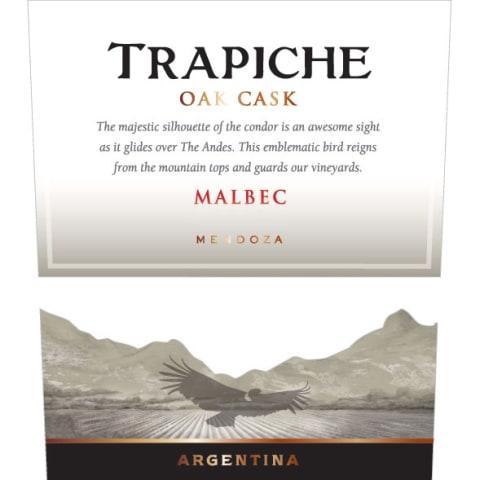 TRAPICHE
OAK CASK
The majestic silhouette of the condor is an awesome sight
as it glides over The Andes. This emblematic bird reigns
from the mountain tops and guards our vineyards.
MALBEC
MENDOZA
ARGENTINA